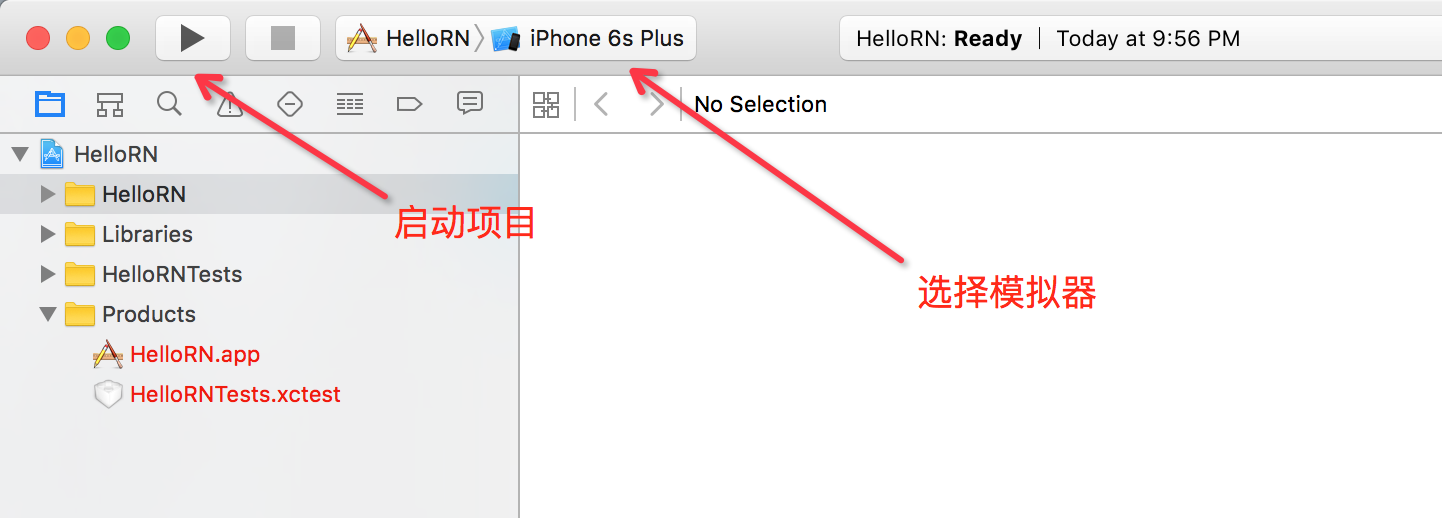 HelloRN
iPhone 6s Plus
HelloRN: Ready
Today at 9:56 PM
No Selection
HelloRN
HelloRN
启动项目
Libraries
HelloRNTests
选择模拟器
Products
HelloRN.app
HelloRNTests.xctest